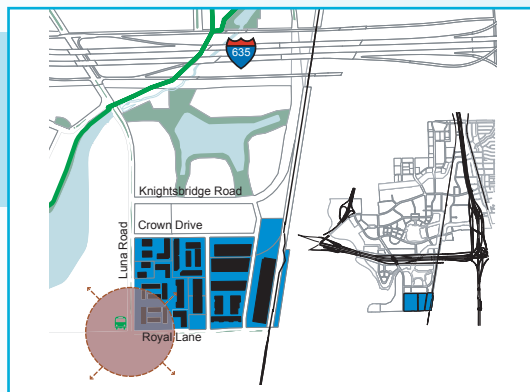 635
Knightsbridge Road
Crown Drive
Luna Road
Royal Lane